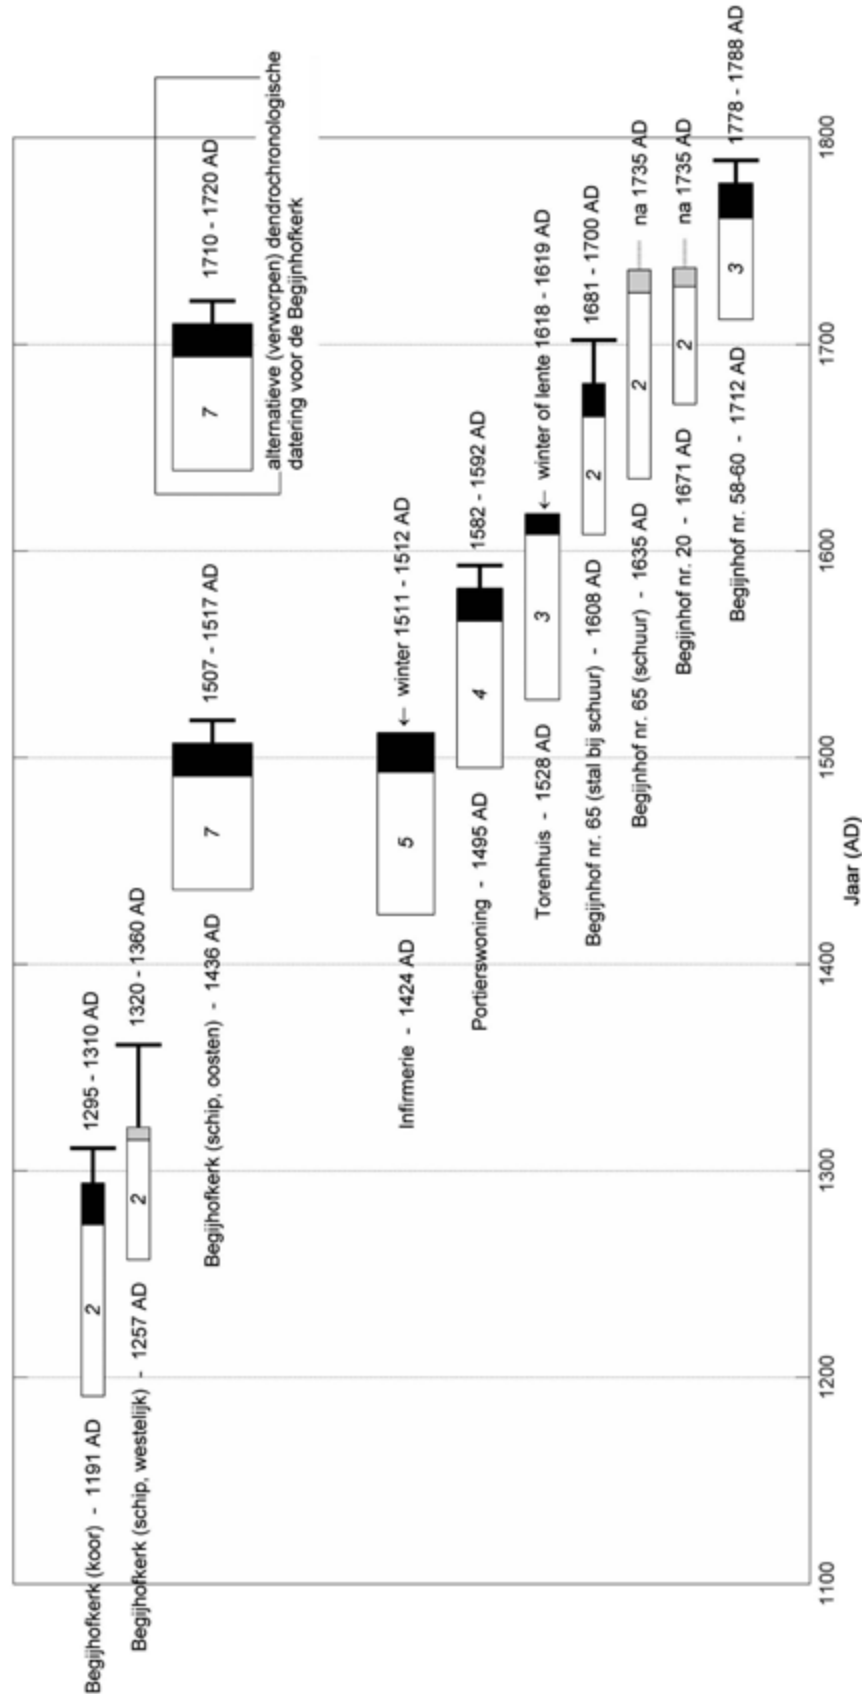 Begijhofkerk (koor) - 1191 AD
2
1295 - 1310 AD
Begijhofkerk (schip, westelijk) - 1257 AD
2
1320 - 1360 AD
Begijhofkerk (schip, oosten) - 1436 AD
7
1507 - 1517 AD
7
1710 - 1720 AD
alternatieve (verworpen) dendrochronologische
datering voor de Begijnhofkerk
Infirmerie - 1424 AD
5
← winter 1511 - 1512 AD
Portierswoning - 1495 AD
4
1582 - 1592 AD
Torenhuis - 1528 AD
3
← winter of lente 1618 - 1619 AD
Begijnhof nr. 65 (stal bij schuur) - 1608 AD
2
1681 - 1700 AD
Begijnhof nr. 65 (schuur) - 1635 AD
2
na 1735 AD
Begijnhof nr. 20 - 1671 AD
2
na 1735 AD
Begijnhof nr. 58-60 - 1712 AD
3
1778 - 1788 AD
1100 1200 1300 1400 1500 1600 1700 1800
Jaar (AD)